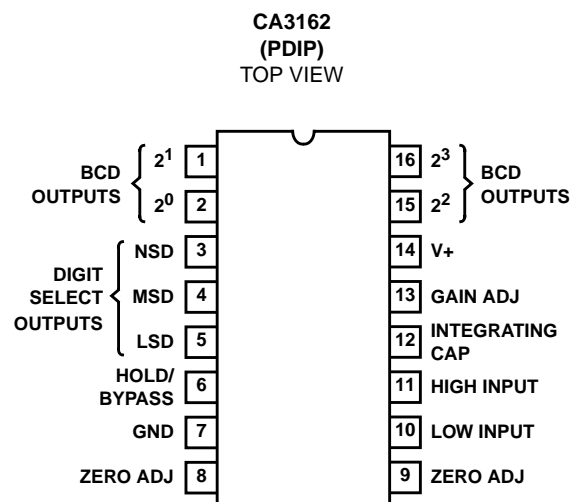 CA3162
(PDIP)
TOP VIEW
BCD
OUTPUTS
2¹ 1
2⁰ 2
DIGIT
SELECT
OUTPUTS
NSD 3
MSD 4
LSD 5
HOLD/
BYPASS 6
GND 7
ZERO ADJ 8
16 2³
15 2²
BCD
OUTPUTS
14 V+
13 GAIN ADJ
12 INTEGRATING
CAP
11 HIGH INPUT
10 LOW INPUT
9 ZERO ADJ